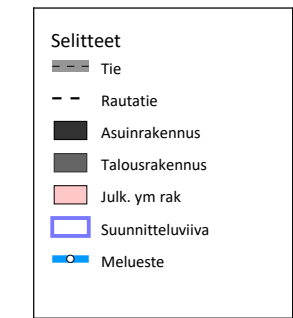 Selitteet
Tie
Rautatie
Asuinrakennus
Talousrakennus
Julk. ym rak
Suunnitteluviiva
Melueste